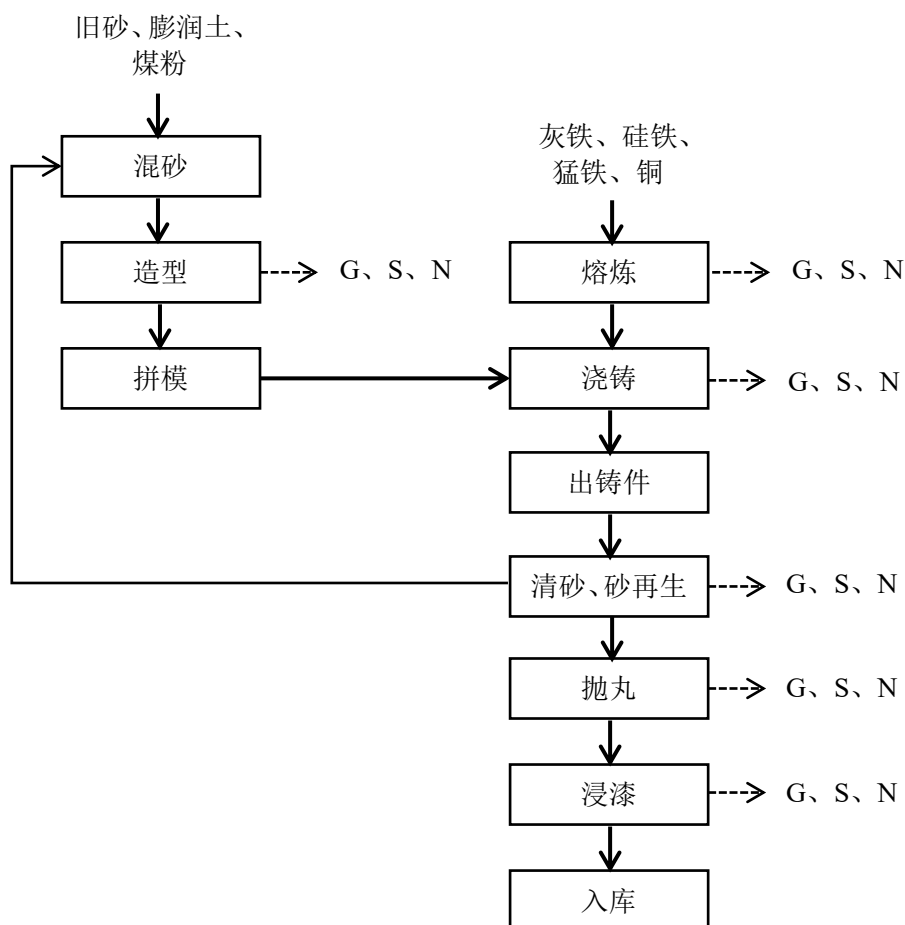 旧砂、膨润土、
煤粉
混砂
灰铁、硅铁、
猛铁、铜
造型
G、S、N
熔炼
G、S、N
拼模
浇铸
G、S、N
出铸件
清砂、砂再生
G、S、N
抛丸
G、S、N
浸漆
G、S、N
入库